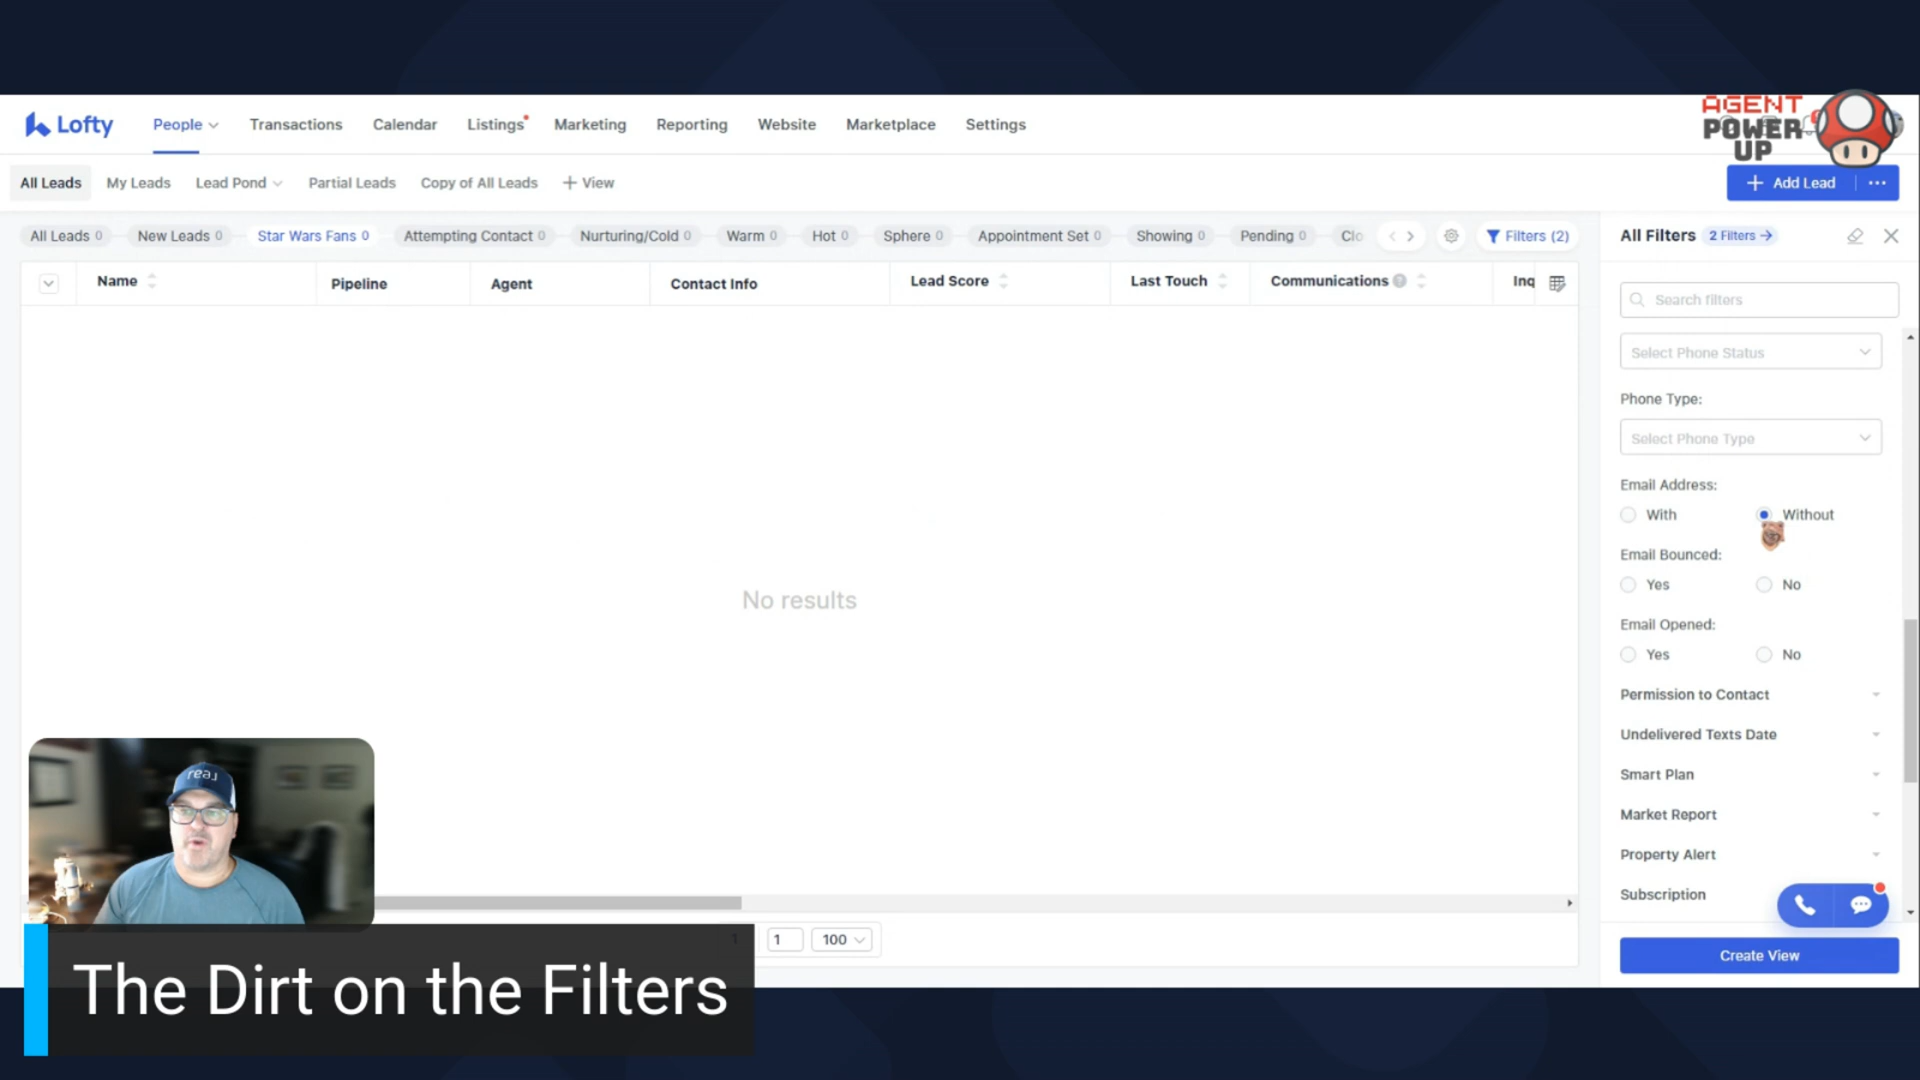 Lofty
People
Transactions
Calendar
Listings
Marketing
Reporting
Website
Marketplace
Settings
AGENT
POWER
UP
All Leads
My Leads
Lead Pond
Partial Leads
Copy of All Leads
+ View
+ Add Lead
...
All Leads 0
New Leads 0
Star Wars Fans 0
Attempting Contact 0
Nurturing/Cold 0
Warm 0
Hot 0
Sphere 0
Appointment Set 0
Showing 0
Pending 0
Clo
Filters (2)
All Filters
2 Filters →
Name
Pipeline
Agent
Contact Info
Lead Score
Last Touch
Communications ?
Inq
Search filters
Select Phone Status
Phone Type:
Select Phone Type
Email Address:
With
Without
Email Bounced:
Yes
No
Email Opened:
Yes
No
No results
Permission to Contact
Undelivered Texts Date
Smart Plan
Market Report
Property Alert
Subscription
real
1
1
100
Create View
The Dirt on the Filters